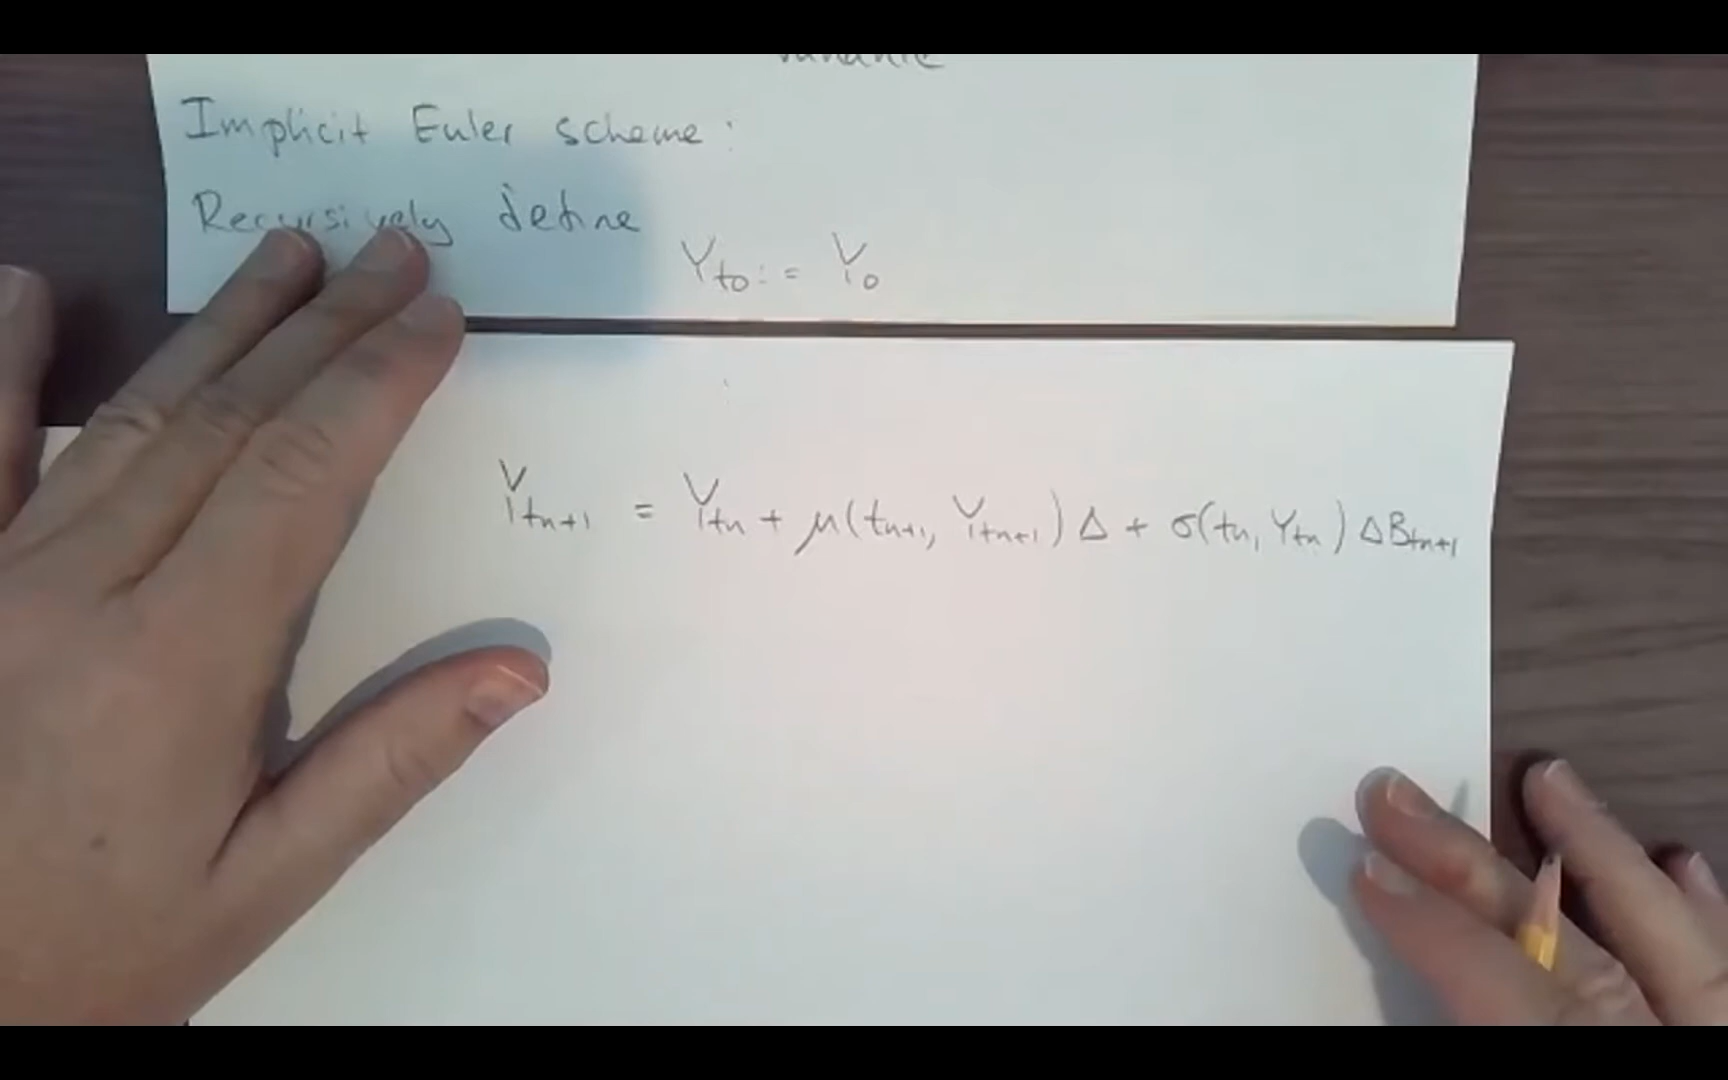 Implicit Euler scheme:
Recursively define
Y_{t_0} := Y_0
Y_{t_{n+1}} = Y_{t_n} + μ(t_{n+1}, Y_{t_{n+1}}) Δ + σ(t_n, Y_{t_n}) ΔB_{t_{n+1}}